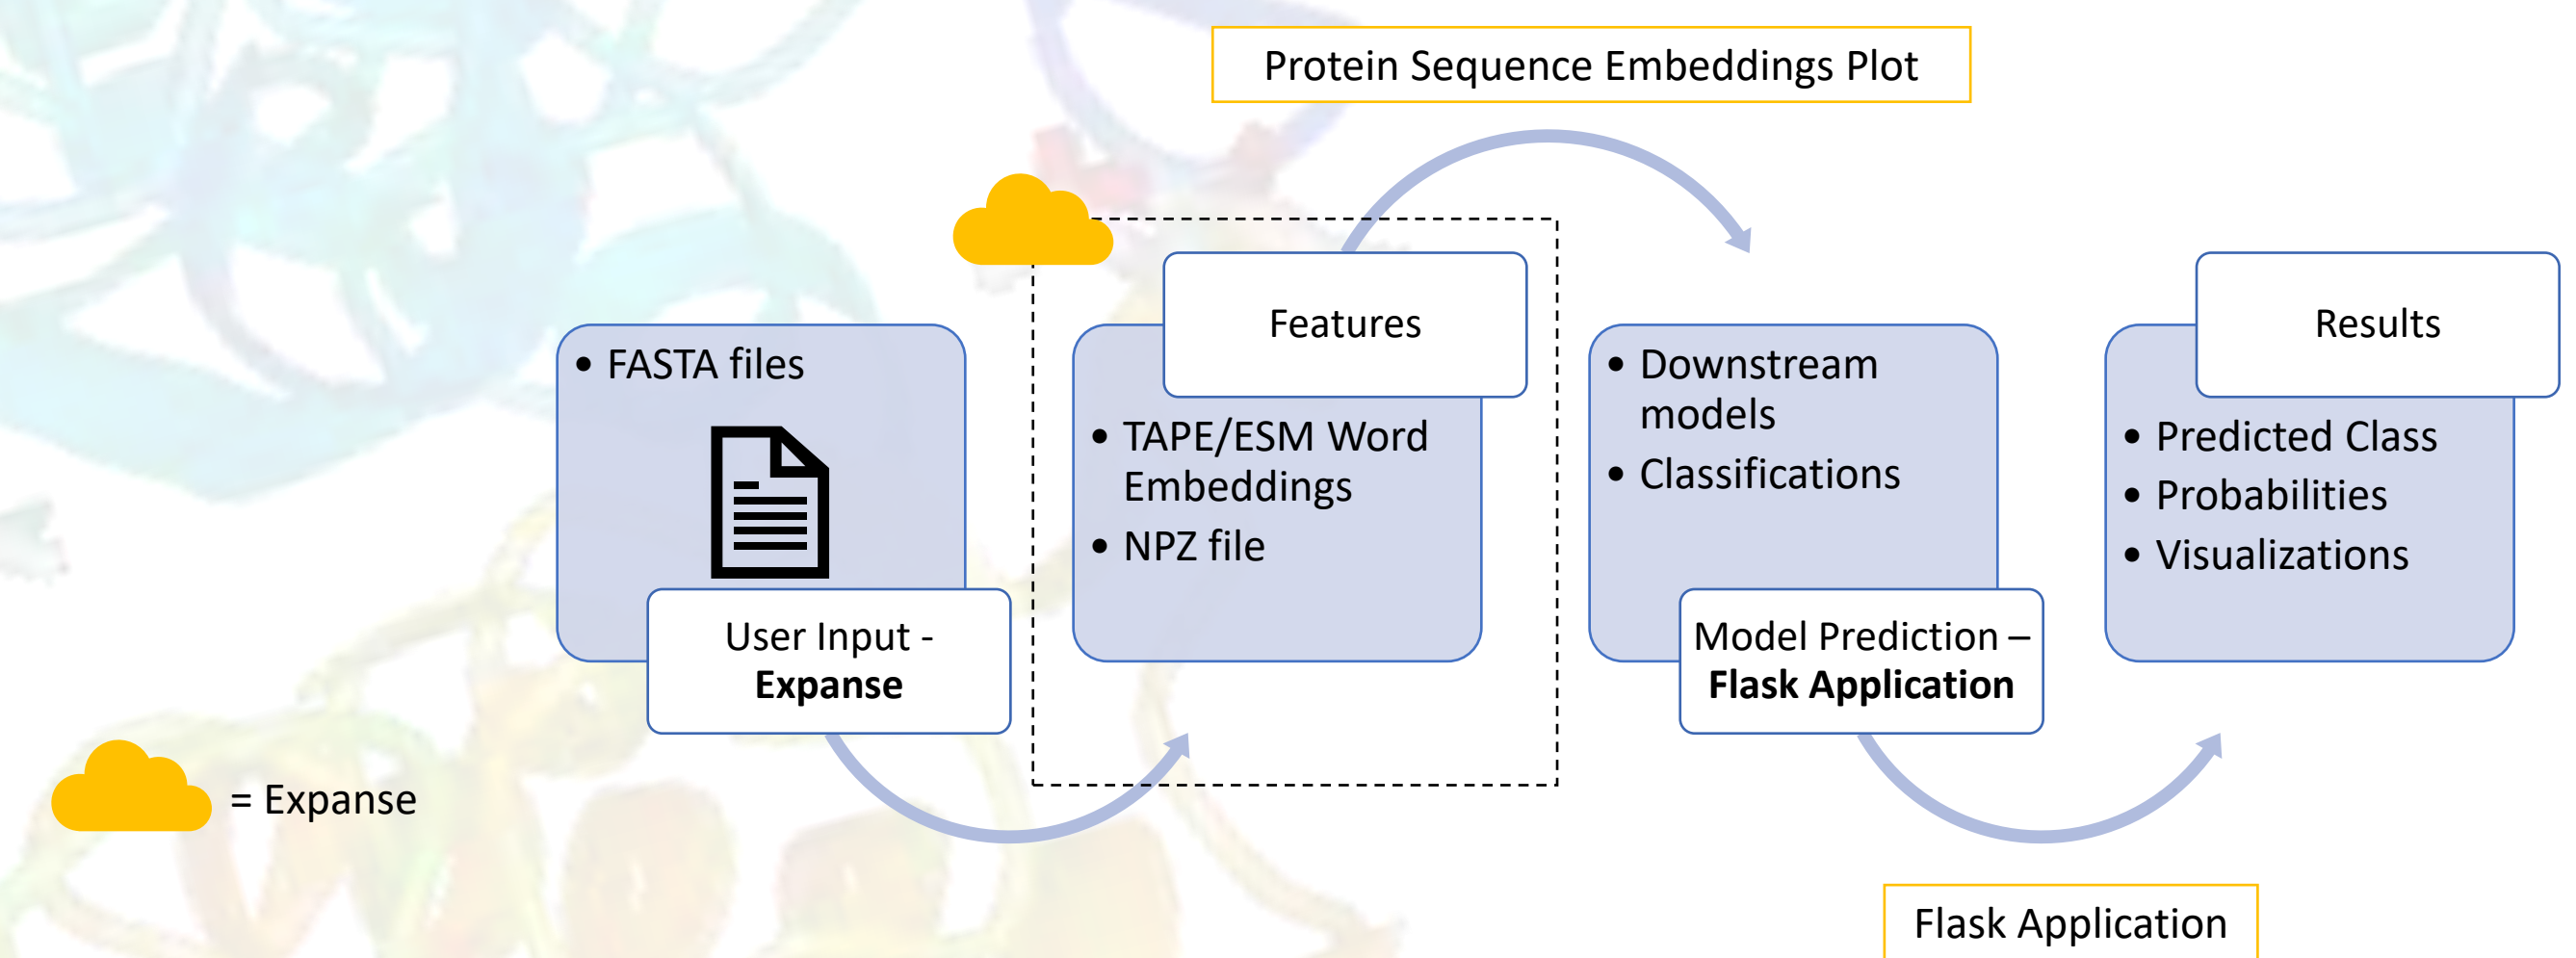 Protein Sequence Embeddings Plot
• FASTA files
User Input -
Expanse
Features
• TAPE/ESM Word
Embeddings
• NPZ file
• Downstream
models
• Classifications
Model Prediction –
Flask Application
Results
• Predicted Class
• Probabilities
• Visualizations
= Expanse
Flask Application